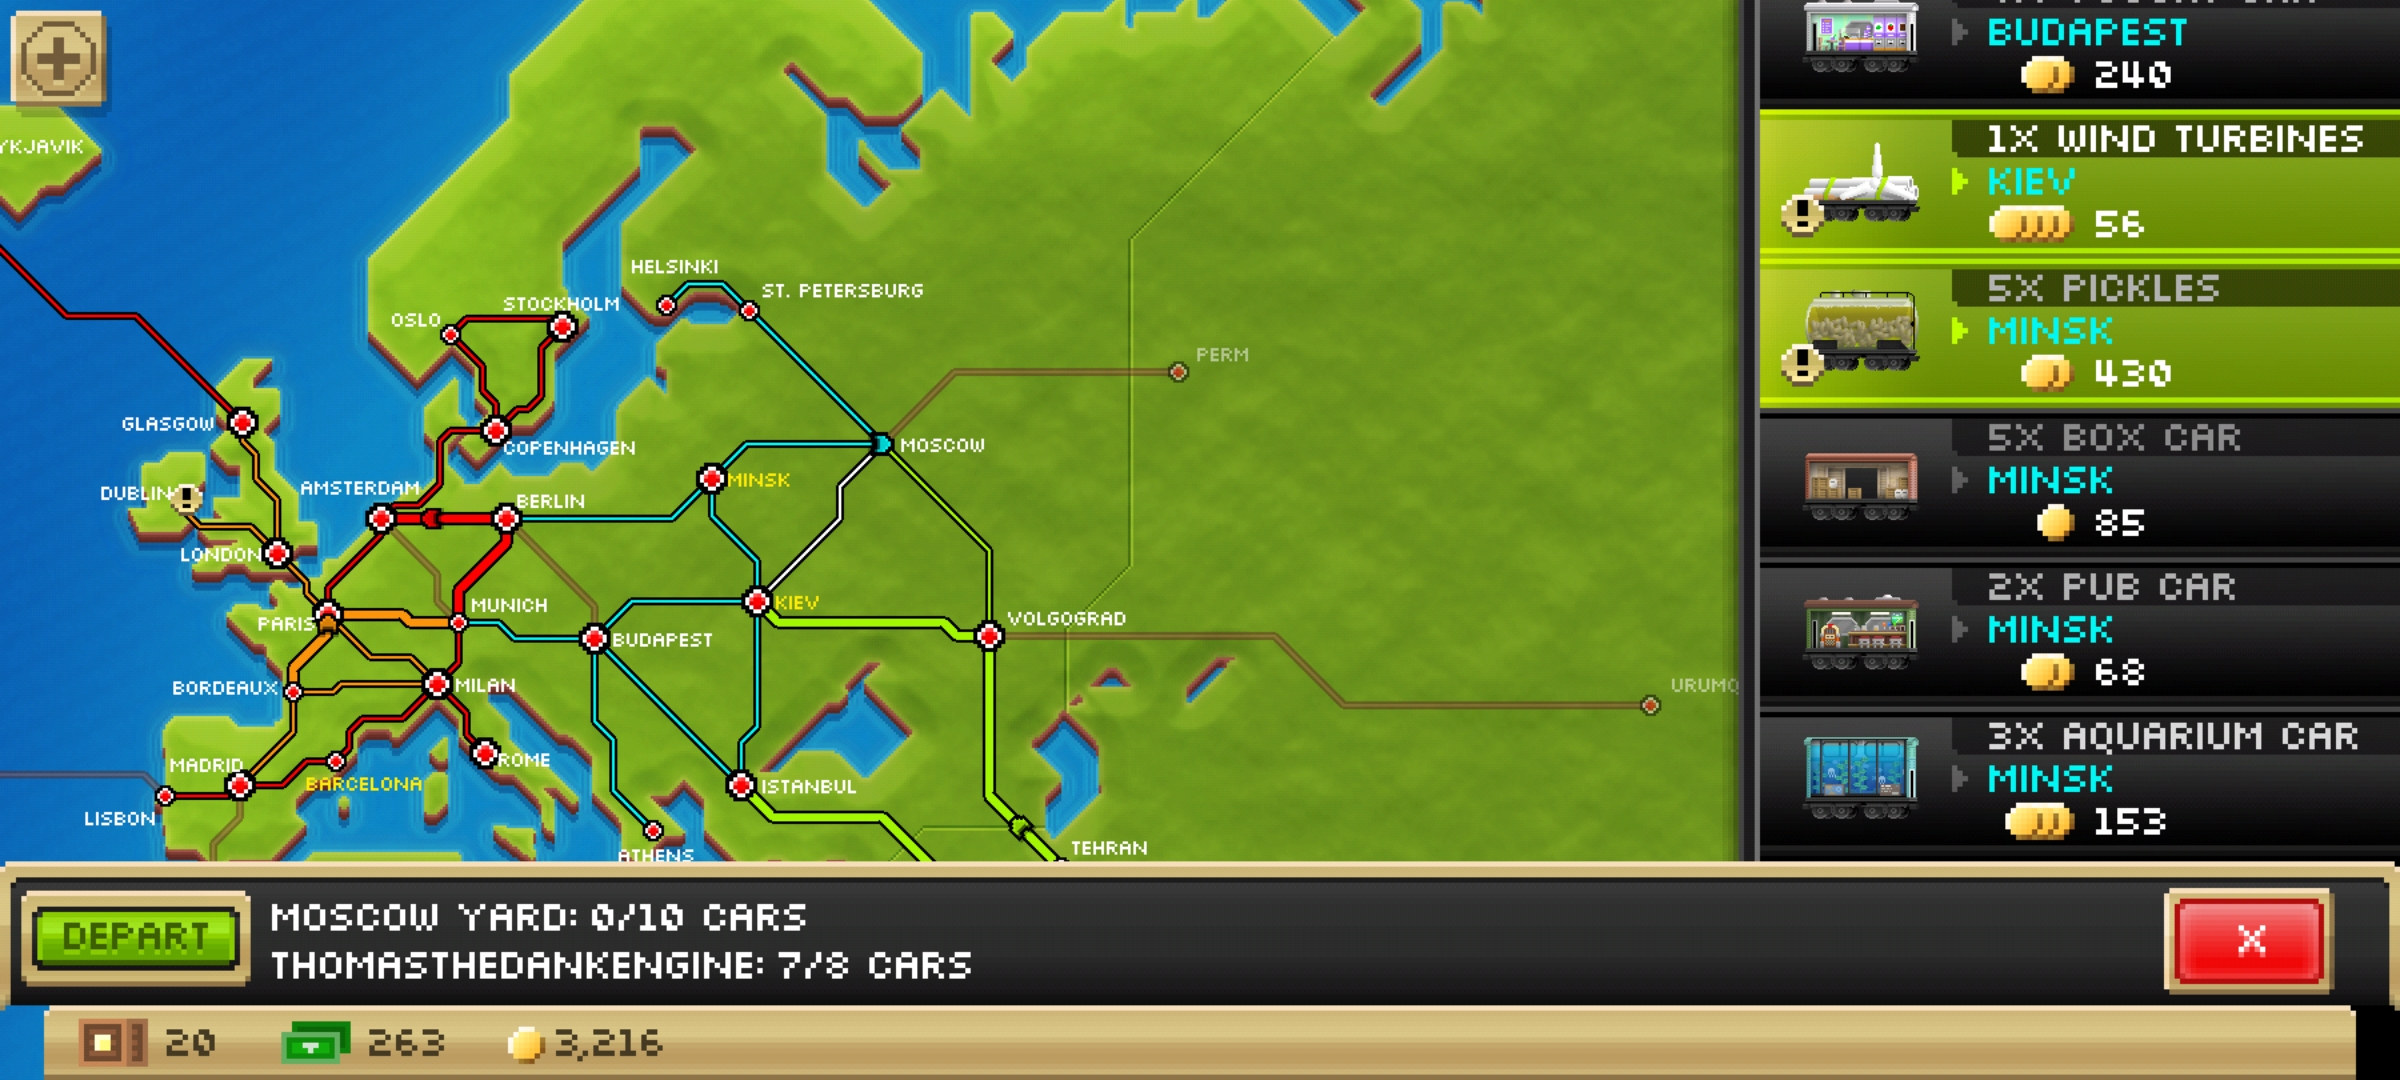 BUDAPEST
240
YKJAVIK
1X WIND TURBINES
KIEV
56
HELSINKI
ST. PETERSBURG
5X PICKLES
MINSK
430
STOCKHOLM
OSLO
PERM
GLASGOW
COPENHAGEN
MOSCOW
5X BOX CAR
MINSK
85
DUBLIN
AMSTERDAM
BERLIN
MINSK
LONDON
PARIS
MUNICH
KIEV
BUDAPEST
VOLGOGRAD
2X PUB CAR
MINSK
68
BORDEAUX
MILAN
URUMQ
3X AQUARIUM CAR
MINSK
153
MADRID
BARCELONA
ROME
ISTANBUL
LISBON
ATHENS
TEHRAN
DEPART
MOSCOW YARD: 0/10 CARS
THOMASTHEDANKENGINE: 7/8 CARS
X
20
263
3,216